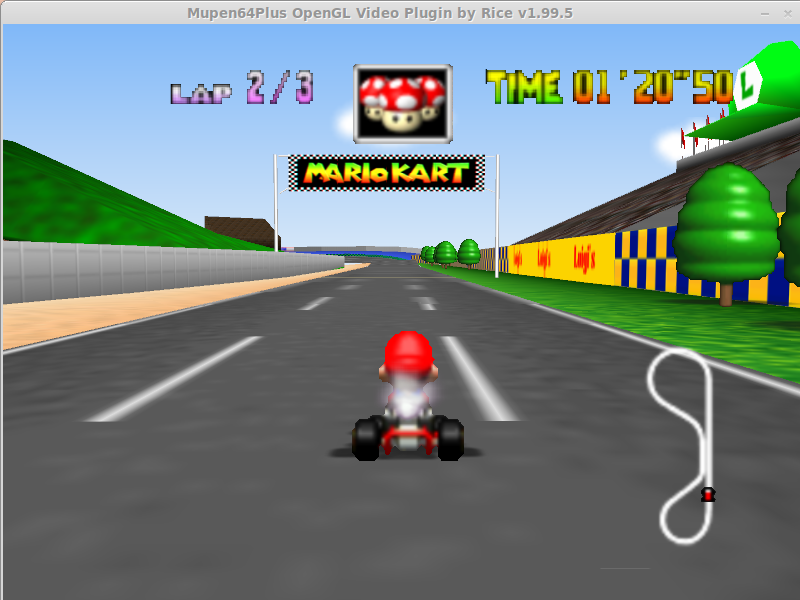 Mupen64Plus OpenGL Video Plugin by Rice v1.99.5
LAP 2/3
TIME 01'20"50
L
MARIO KART
Luigi's
Luigi's